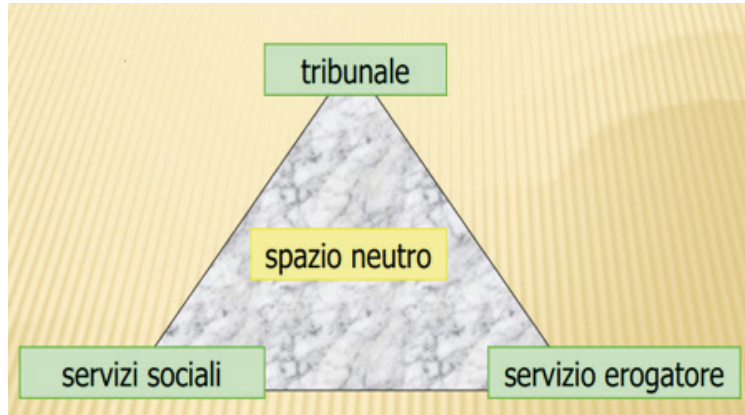 tribunale
spazio neutro
servizi sociali
servizio erogatore